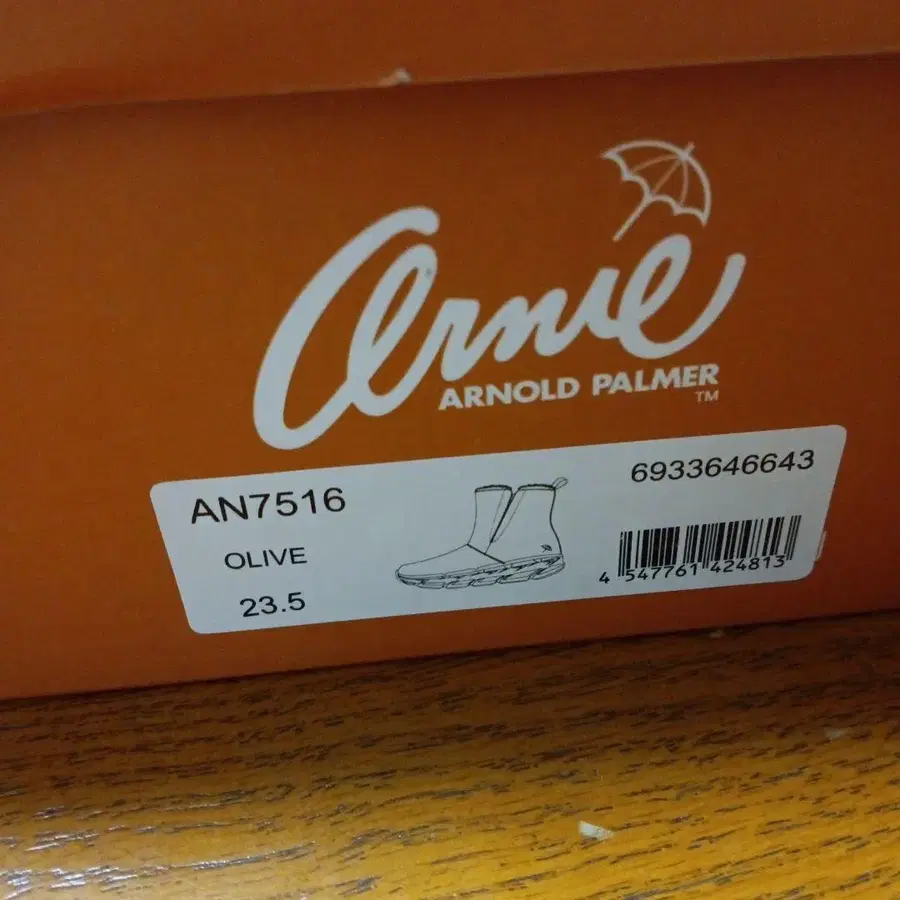 arnie
ARNOLD PALMER
TM
AN7516
6933646643
OLIVE
23.5
4 547761 424813